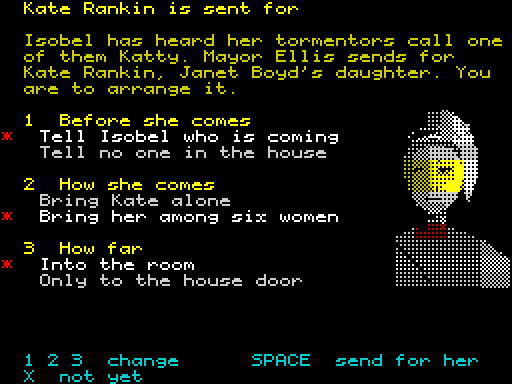 Kate Rankin is sent for
Isobel has heard her tormentors call one
of them Katty. Mayor Ellis sends for
Kate Rankin, Janet Boyd's daughter. You
are to arrange it.
1 Before she comes
* Tell Isobel who is coming
Tell no one in the house
2 How she comes
Bring Kate alone
* Bring her among six women
3 How far
* Into the room
Only to the house door
1 2 3 change SPACE send for her
X not yet